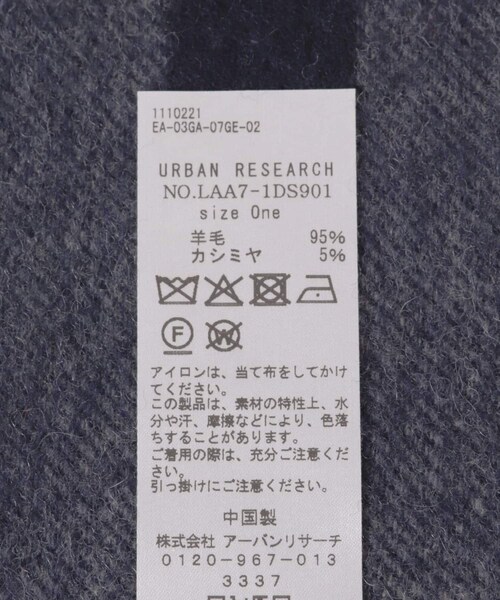 1110221
EA-03GA-07GE-02
URBAN RESEARCH
NO.LAA7-1DS901
size One
羊毛 95%
カシミヤ 5%
F W
アイロンは、当て布をしてかけ
てください。
この製品は、素材の特性上、水
分や汗、摩擦などにより、色落
ちすることがあります。
ご着用の際は、充分ご注意くだ
さい。
引っ掛けにご注意ください。
中国製
株式会社 アーバンリサーチ
0120-967-013
3337